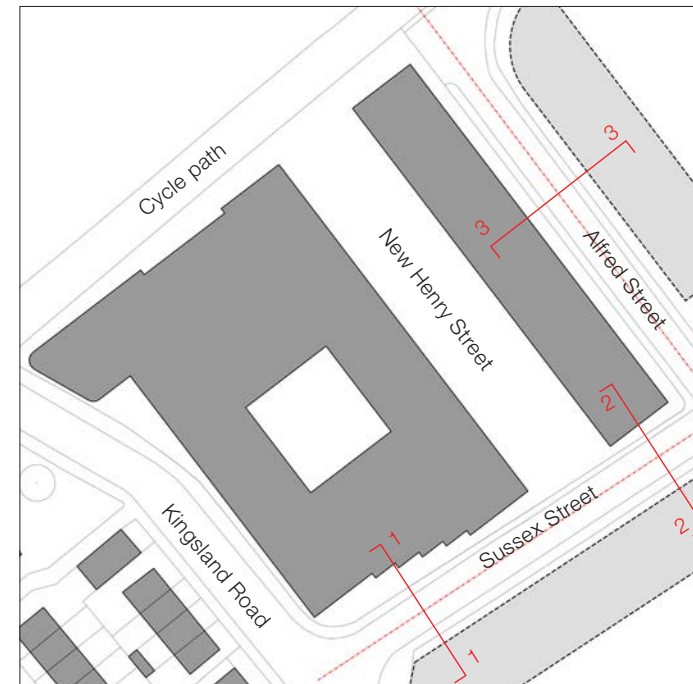 Cycle path
3
3
New Henry Street
Alfred Street
2
Kingsland Road
1
Sussex Street
2
1